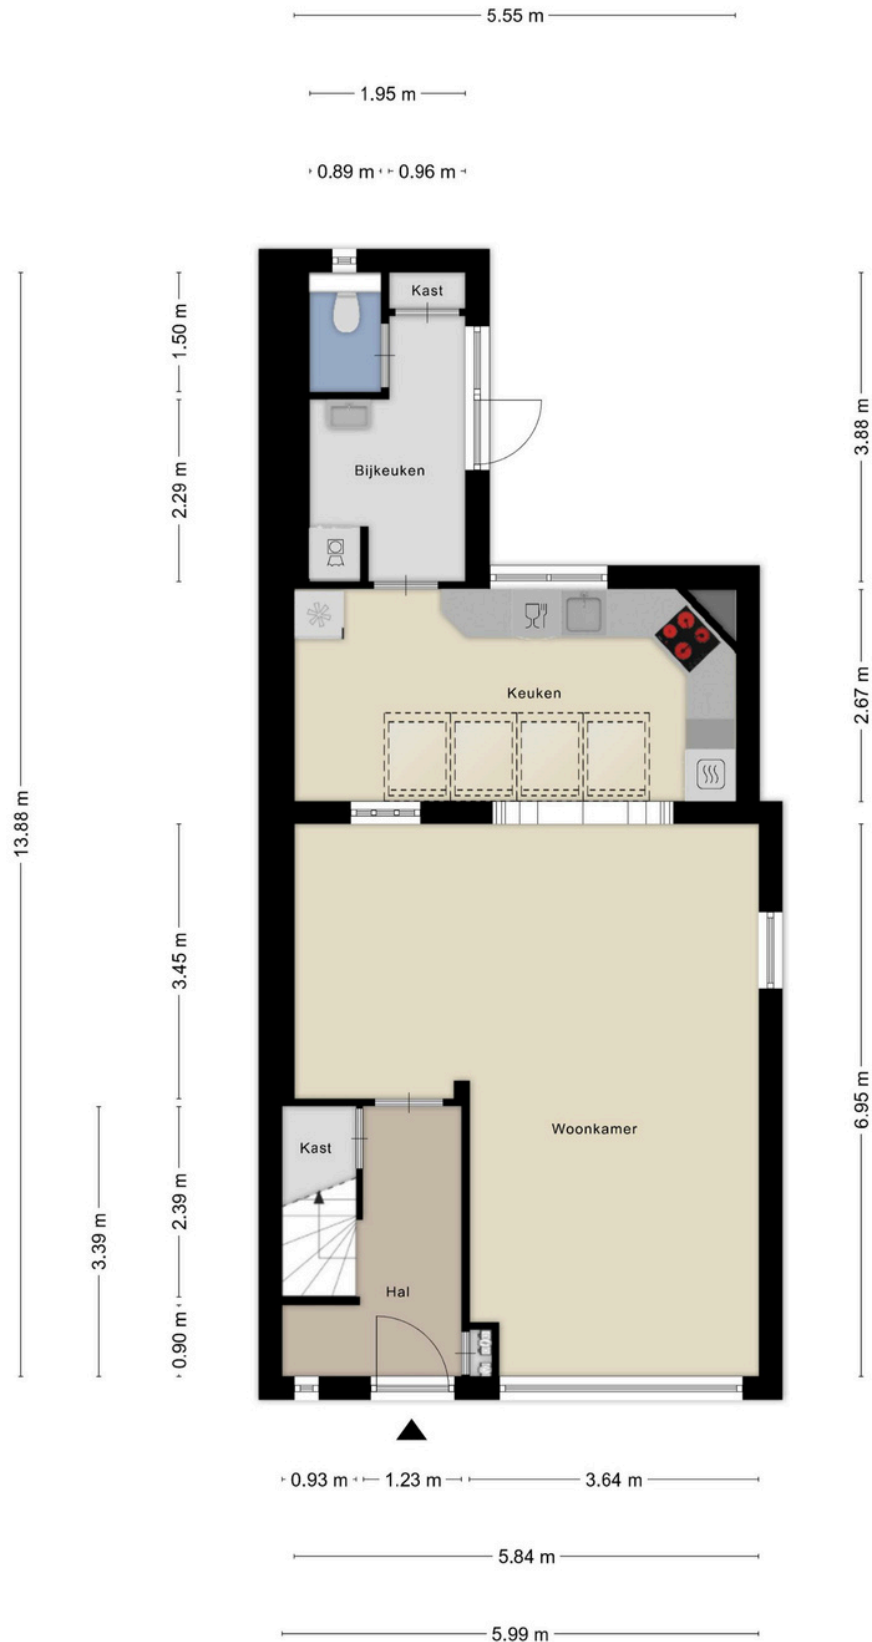 5.55 m
1.95 m
0.89 m
0.96 m
Kast
1.50 m
3.88 m
2.29 m
Bijkeuken
Keuken
2.67 m
13.88 m
3.45 m
6.95 m
Woonkamer
Kast
2.39 m
3.39 m
Hal
0.90 m
0.93 m
1.23 m
3.64 m
5.84 m
5.99 m